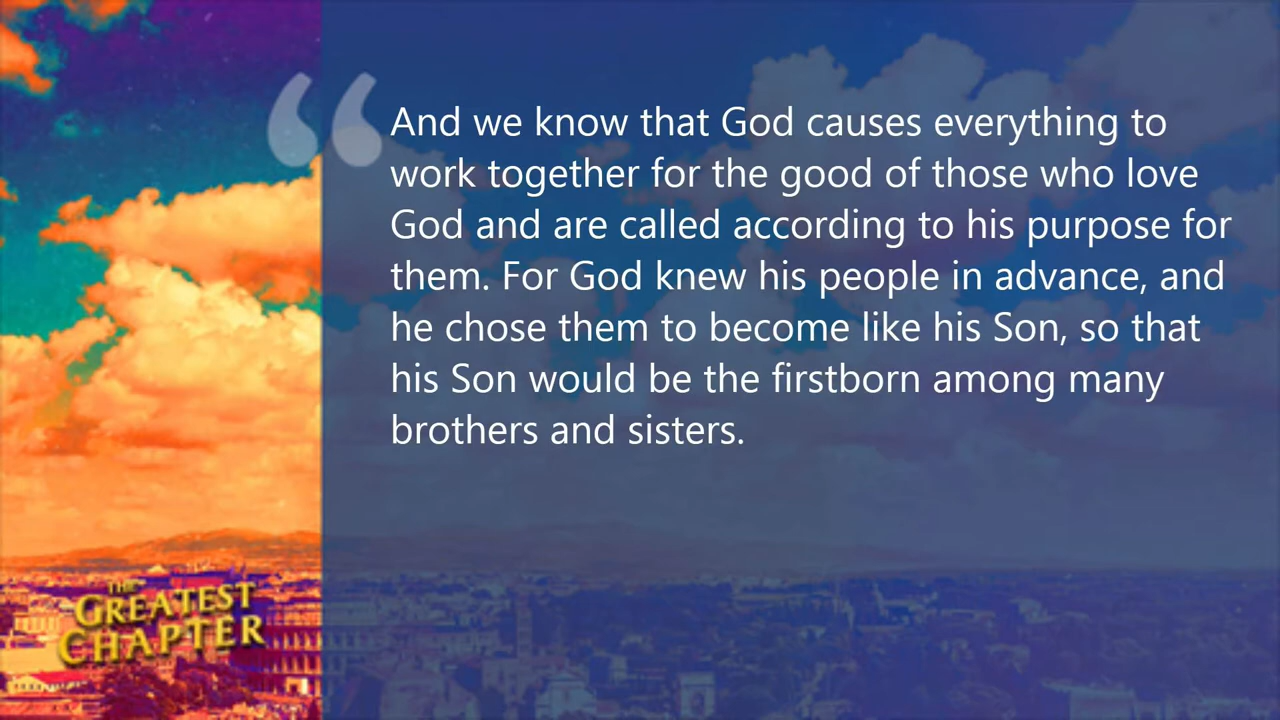 “
And we know that God causes everything to
work together for the good of those who love
God and are called according to his purpose for
them. For God knew his people in advance, and
he chose them to become like his Son, so that
his Son would be the firstborn among many
brothers and sisters.
THE
GREATEST
CHAPTER